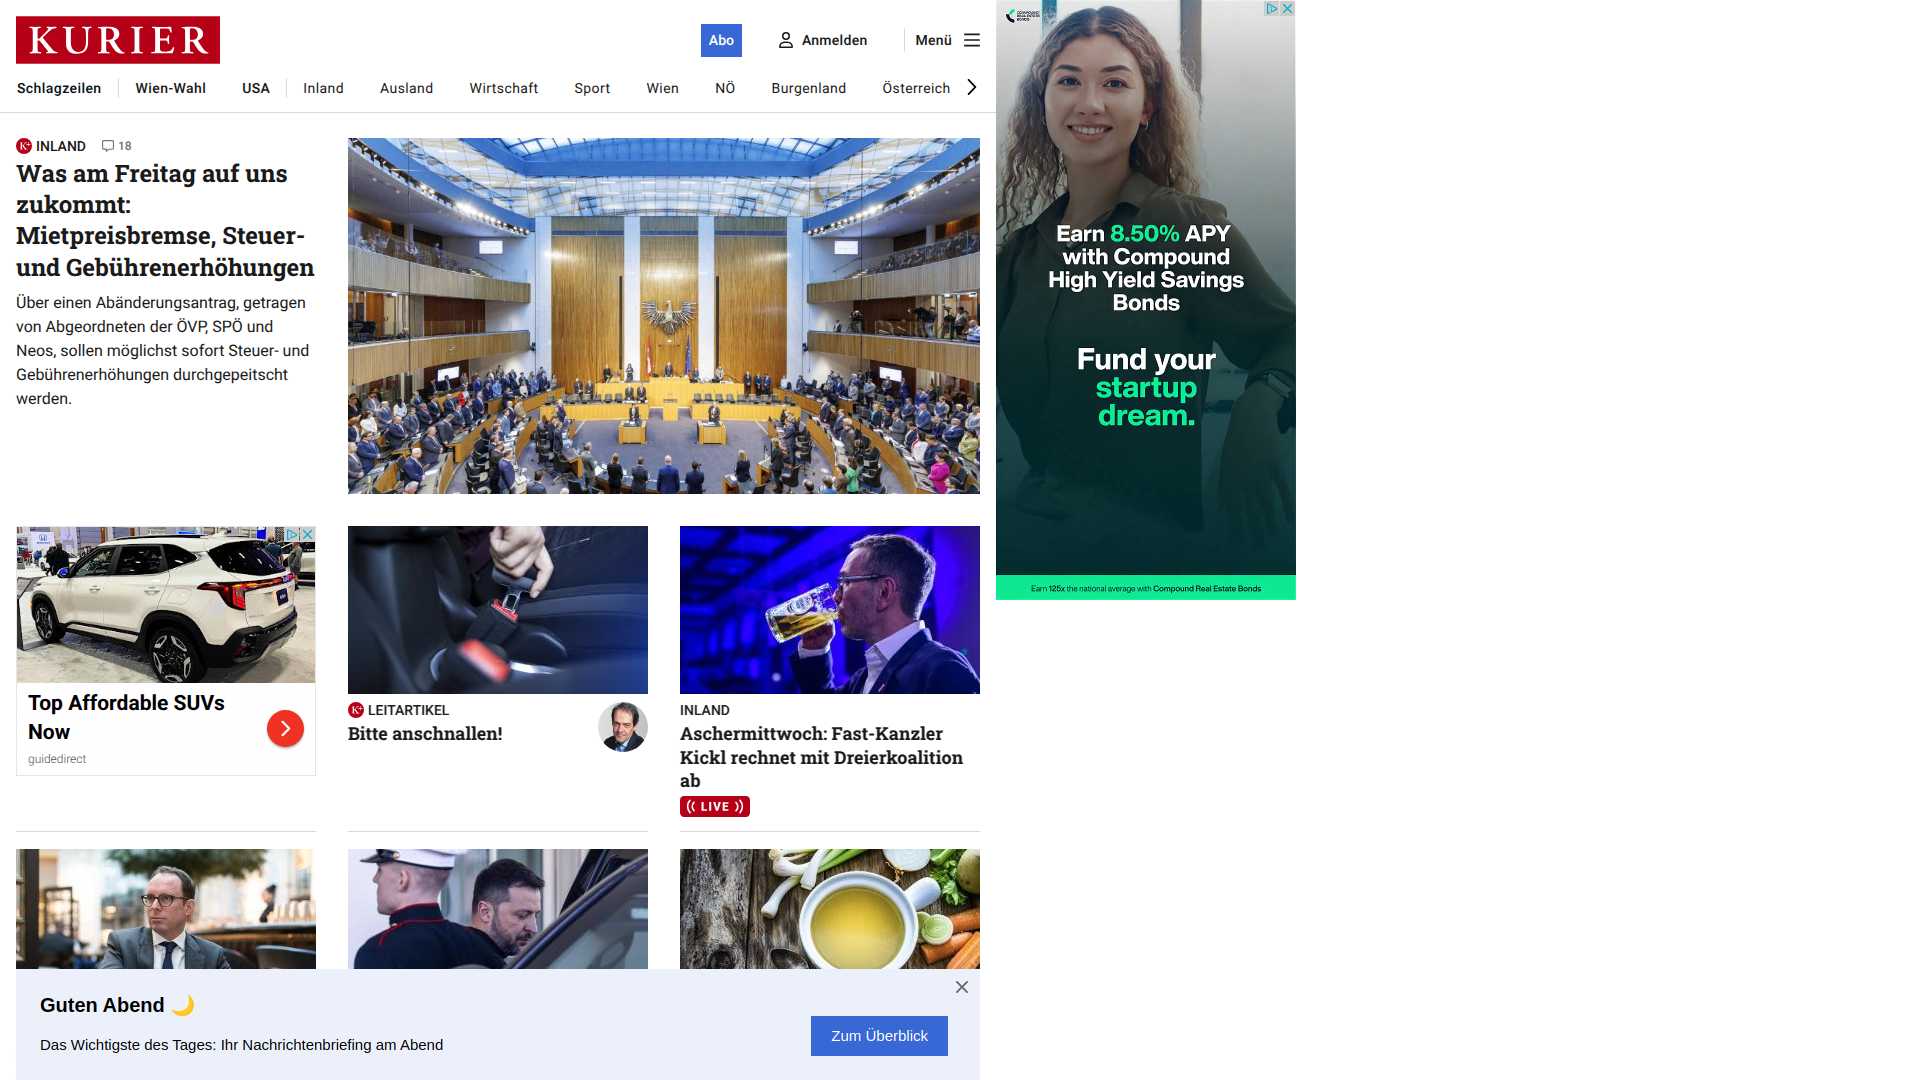 KURIER
Abo
Anmelden
Menü
Schlagzeilen
Wien-Wahl
USA
Inland
Ausland
Wirtschaft
Sport
Wien
NÖ
Burgenland
Österreich
INLAND 18
Was am Freitag auf uns
zukommt:
Mietpreisbremse, Steuer-
und Gebührenerhöhungen
Über einen Abänderungsantrag, getragen
von Abgeordneten der ÖVP, SPÖ und
Neos, sollen möglichst sofort Steuer- und
Gebührenerhöhungen durchgepeitscht
werden.
COMPOUND
REAL ESTATE
BONDS
Earn 8.50% APY
with Compound
High Yield Savings
Bonds
Fund your
startup
dream.
Earn 125x the national average with Compound Real Estate Bonds
Top Affordable SUVs
Now
guidedirect
K+ LEITARTIKEL
Bitte anschnallen!
INLAND
Aschermittwoch: Fast-Kanzler
Kickl rechnet mit Dreierkoalition
ab
LIVE
Guten Abend
Das Wichtigste des Tages: Ihr Nachrichtenbriefing am Abend
Zum Überblick